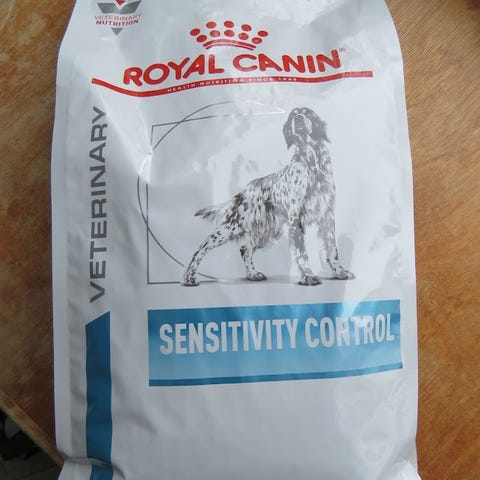 VETERINARY
NUTRITION
ROYAL CANIN
HEALTH NUTRITION SINCE 1968
VETERINARY
SENSITIVITY CONTROL